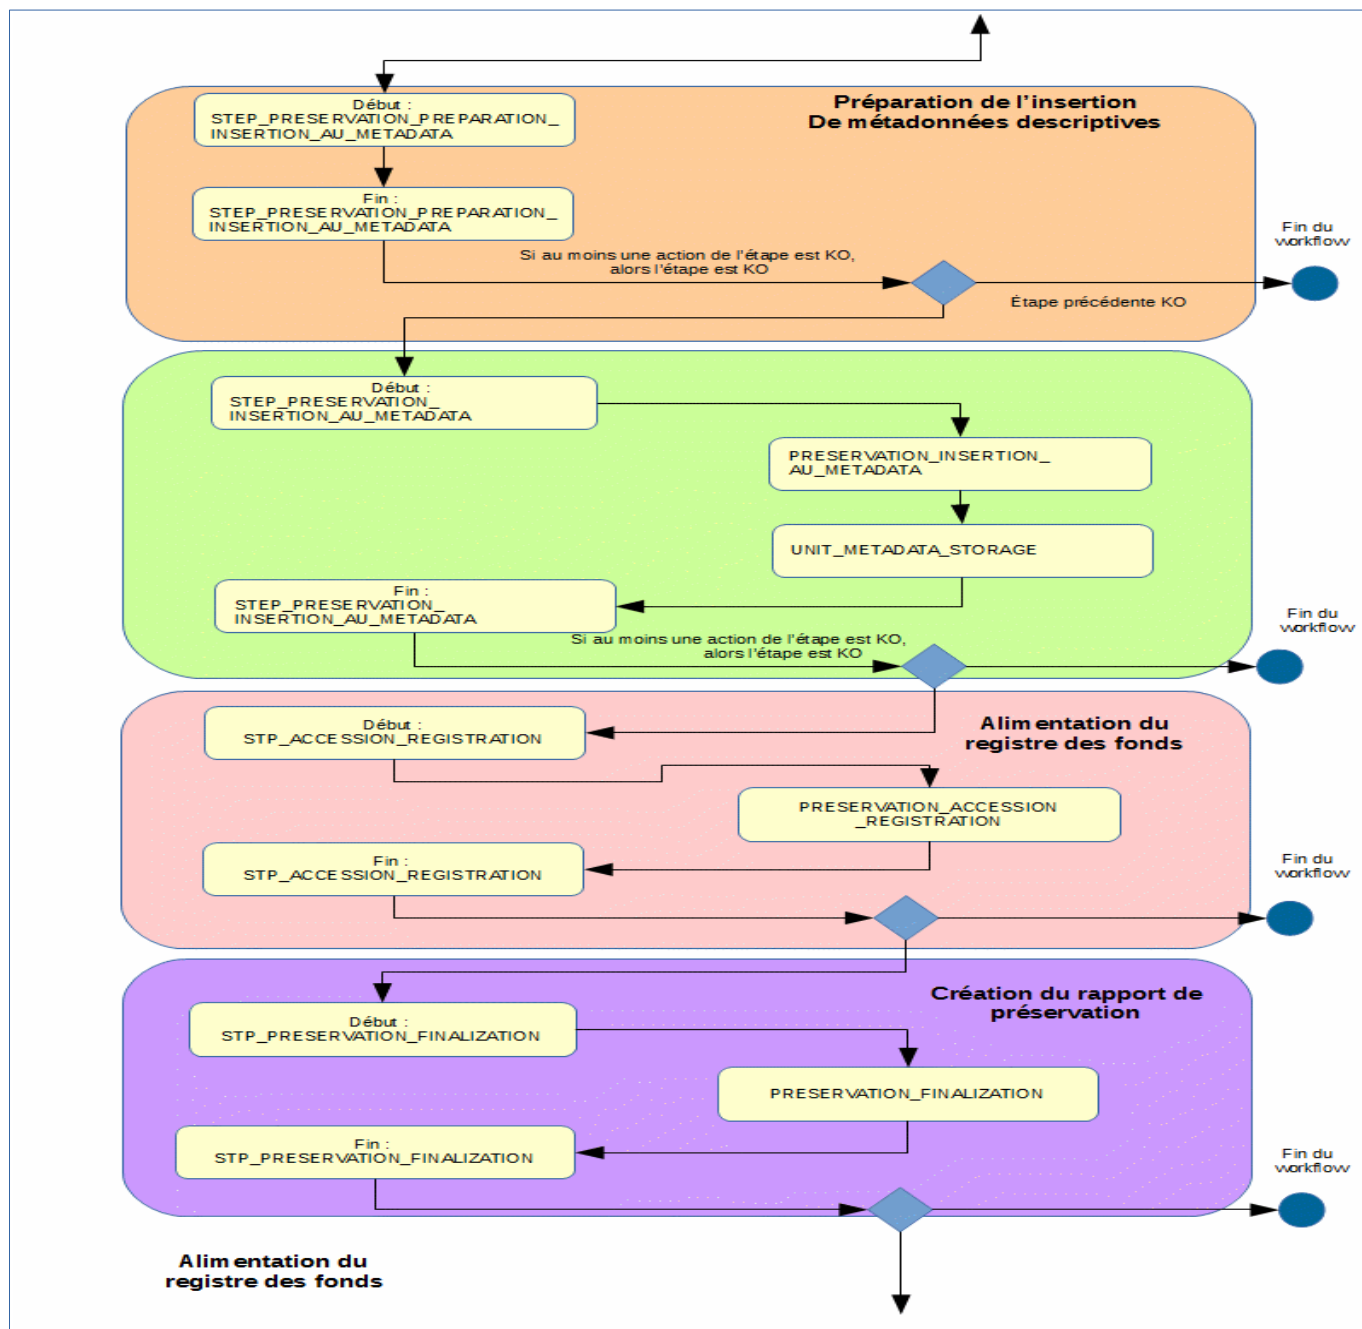 Préparation de l'insertion
De métadonnées descriptives
Début :
STEP_PRESERVATION_PREPARATION_
INSERTION_AU_METADATA
Fin :
STEP_PRESERVATION_PREPARATION_
INSERTION_AU_METADATA
Si au moins une action de l'étape est KO,
alors l'étape est KO
Étape précédente KO
Fin du
workflow
Début :
STEP_PRESERVATION_
INSERTION_AU_METADATA
PRESERVATION_INSERTION_
AU_METADATA
UNIT_METADATA_STORAGE
Fin :
STEP_PRESERVATION_
INSERTION_AU_METADATA
Si au moins une action de l'étape est KO,
alors l'étape est KO
Fin du
workflow
Alimentation du
registre des fonds
Début :
STP_ACCESSION_REGISTRATION
PRESERVATION_ACCESSION
_REGISTRATION
Fin :
STP_ACCESSION_REGISTRATION
Fin du
workflow
Création du rapport de
préservation
Début :
STP_PRESERVATION_FINALIZATION
PRESERVATION_FINALIZATION
Fin :
STP_PRESERVATION_FINALIZATION
Fin du
workflow
Alimentation du
registre des fonds